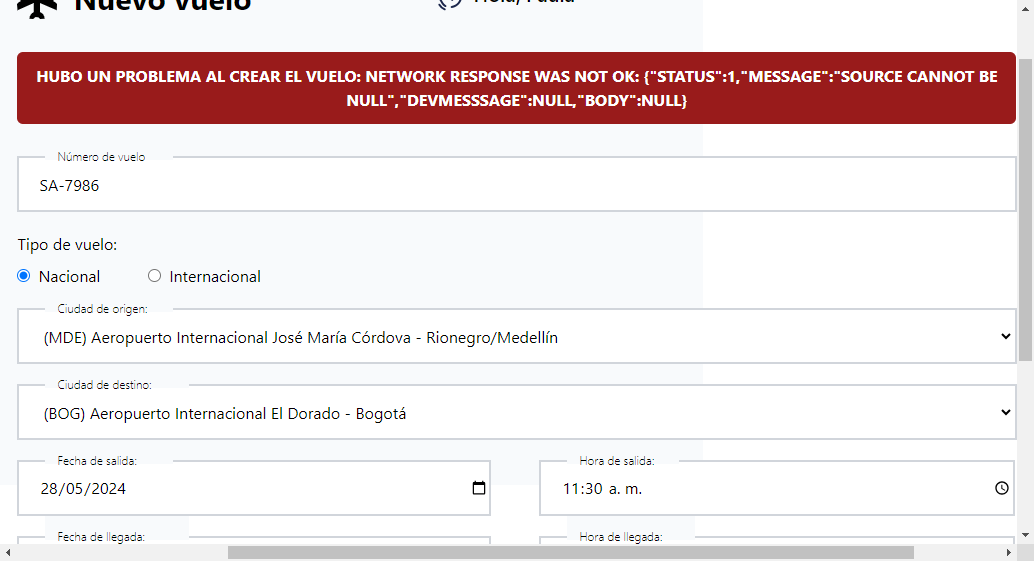 Nuevo Vuelo
Hola, Paula
HUBO UN PROBLEMA AL CREAR EL VUELO: NETWORK RESPONSE WAS NOT OK: {"STATUS":1,"MESSAGE":"SOURCE CANNOT BE
NULL","DEVMESSSAGE":NULL,"BODY":NULL}
Número de vuelo
SA-7986
Tipo de vuelo:
Nacional Internacional
Ciudad de origen:
(MDE) Aeropuerto Internacional José María Córdova - Rionegro/Medellín
Ciudad de destino:
(BOG) Aeropuerto Internacional El Dorado - Bogotá
Fecha de salida: Hora de salida:
28/05/2024 11:30 a. m.
Fecha de llegada: Hora de llegada: